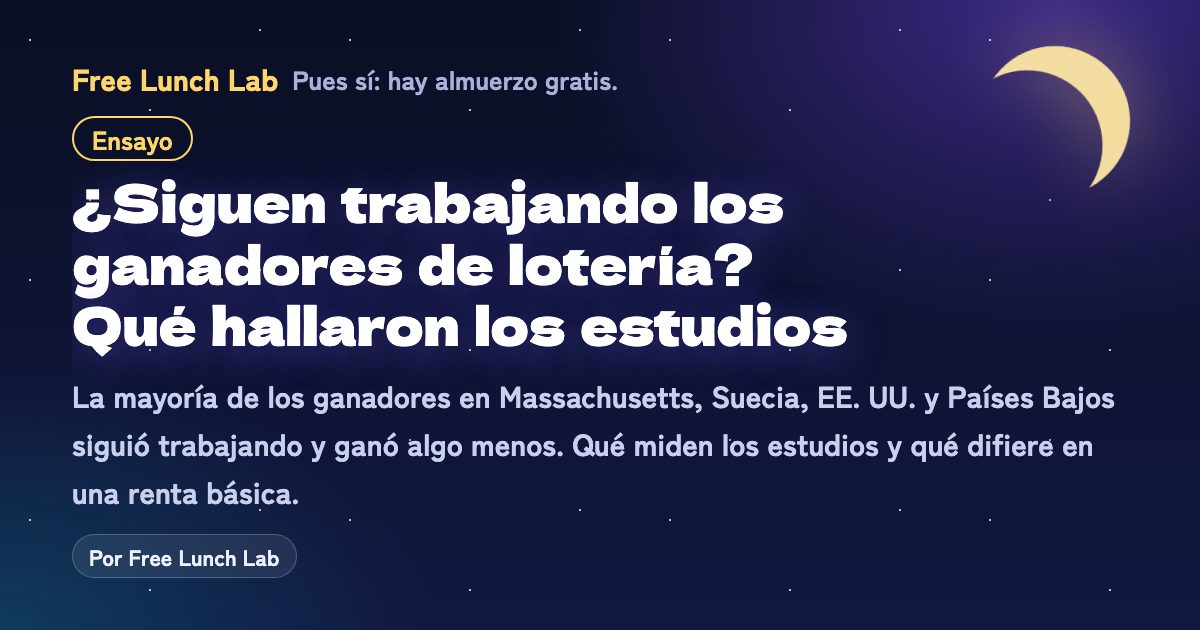 Free Lunch Lab Pues sí: hay almuerzo gratis.
Ensayo
¿Siguen trabajando los
ganadores de lotería?
Qué hallaron los estudios
La mayoría de los ganadores en Massachusetts, Suecia, EE. UU. y Países Bajos
siguió trabajando y ganó algo menos. Qué miden los estudios y qué difiere en
una renta básica.
Por Free Lunch Lab